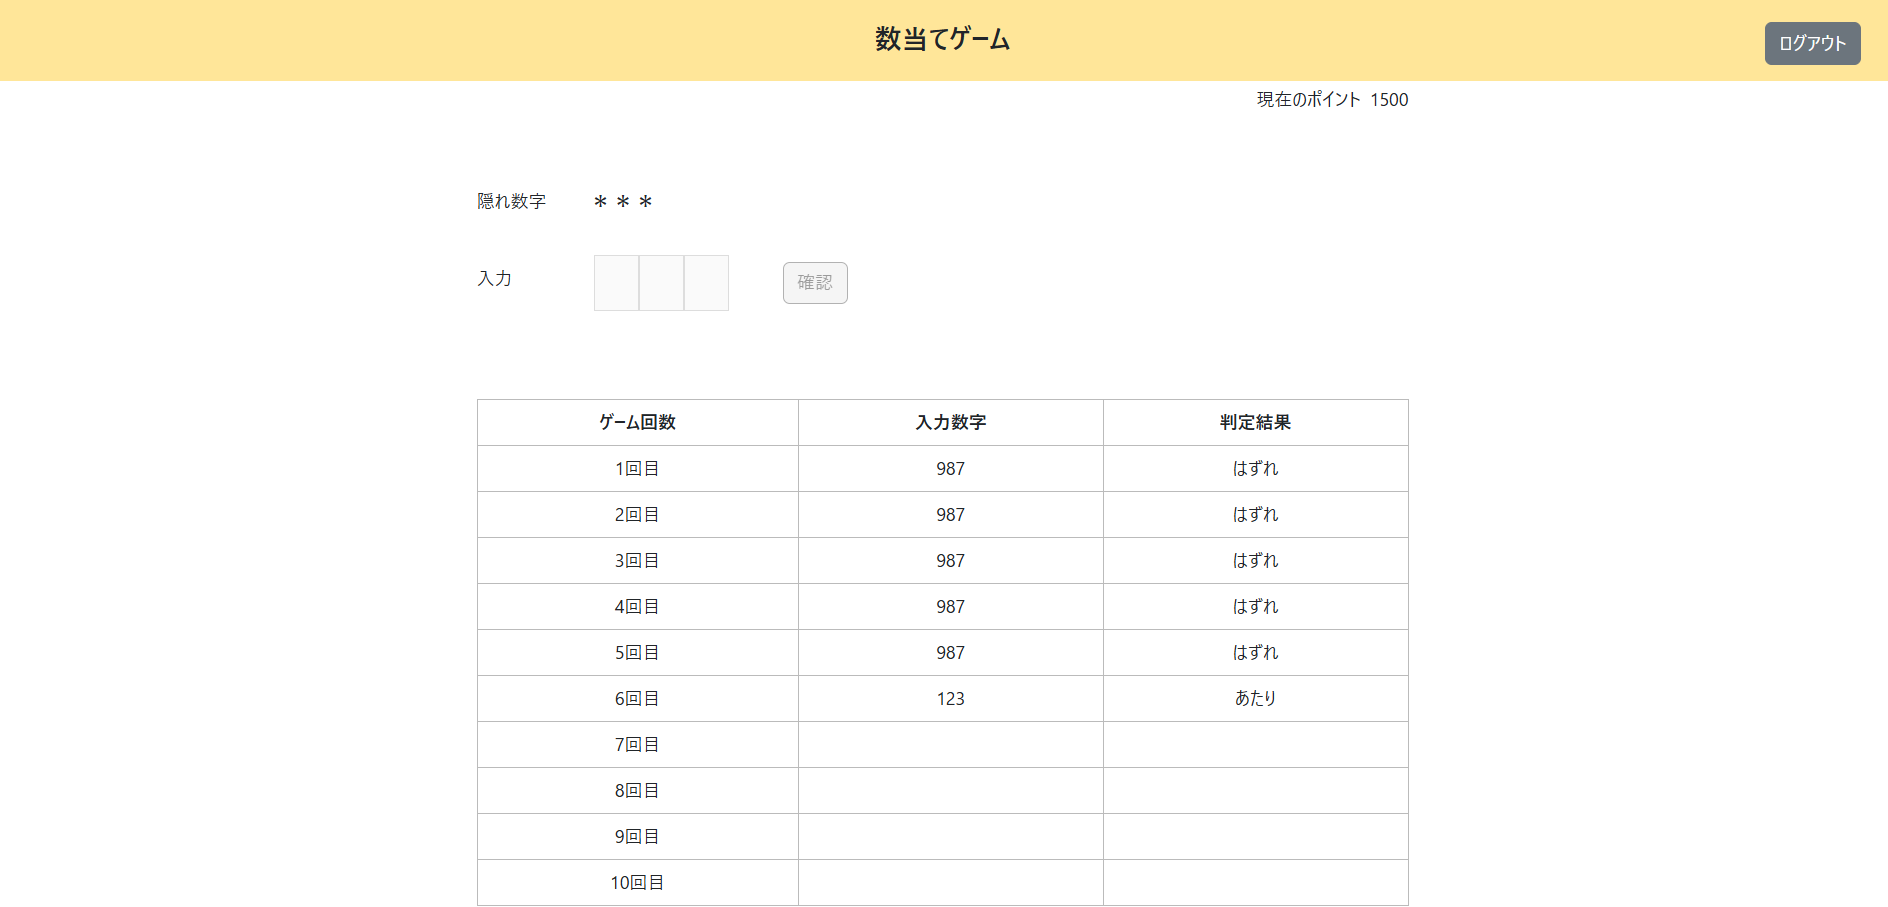 数当てゲーム
ログアウト
現在のポイント 1500
隠れ数字 ＊＊＊
入力 確認
ゲーム回数 入力数字 判定結果
1回目 987 はずれ
2回目 987 はずれ
3回目 987 はずれ
4回目 987 はずれ
5回目 987 はずれ
6回目 123 あたり
7回目
8回目
9回目
10回目